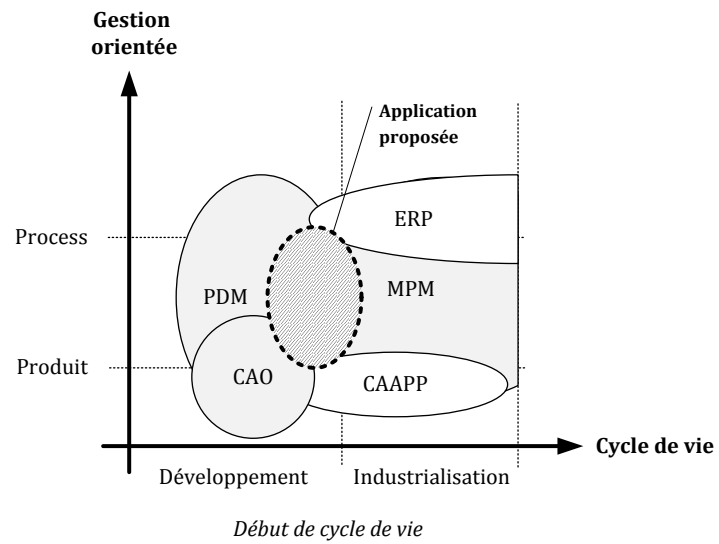 Gestion
orientée
Application
proposée
ERP
Process
PDM
MPM
Produit
CAO
CAAPP
Cycle de vie
Développement
Industrialisation
Début de cycle de vie